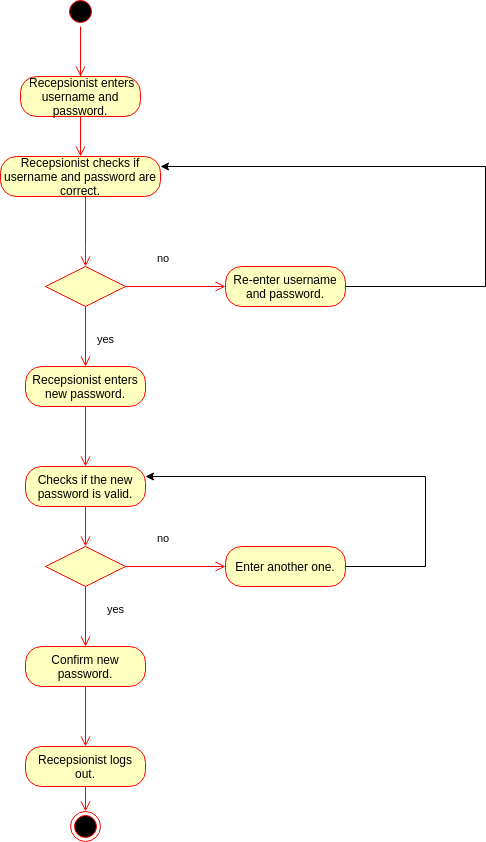 Recepsionist enters
username and
password.
Recepsionist checks if
username and password are
correct.
no
Re-enter username
and password.
yes
Recepsionist enters
new password.
Checks if the new
password is valid.
no
Enter another one.
yes
Confirm new
password.
Recepsionist logs
out.